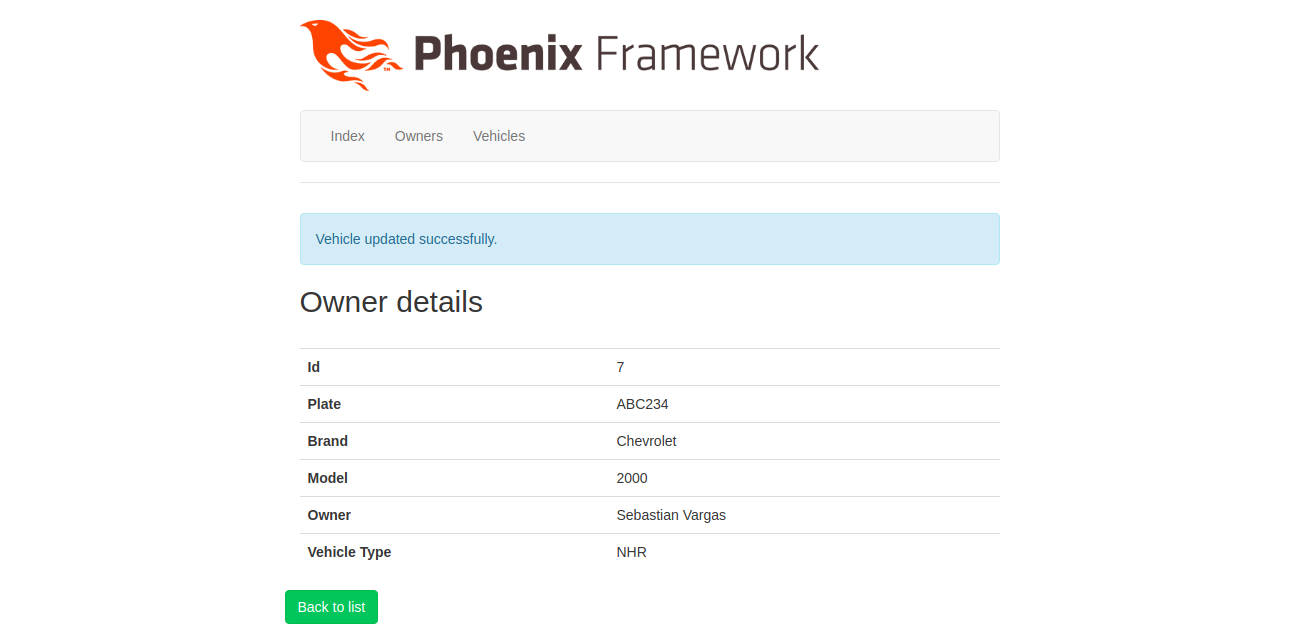 Phoenix Framework
Index Owners Vehicles
Vehicle updated successfully.
Owner details
Id 7
Plate ABC234
Brand Chevrolet
Model 2000
Owner Sebastian Vargas
Vehicle Type NHR
Back to list